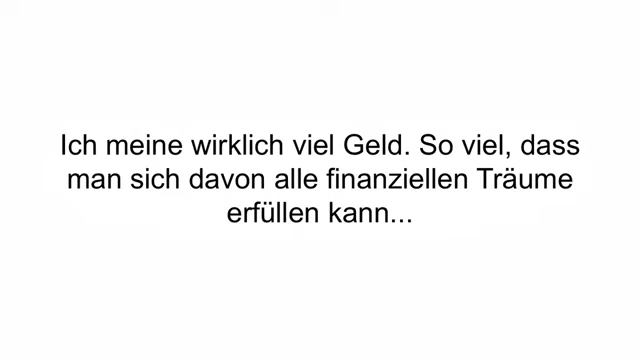 Ich meine wirklich viel Geld. So viel, dass
man sich davon alle finanziellen Träume
erfüllen kann...